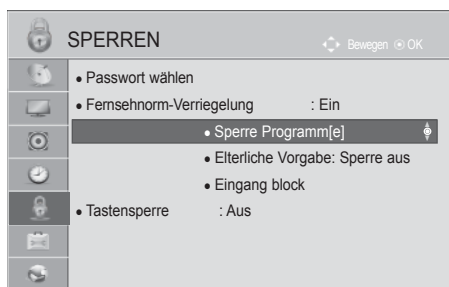 SPERREN
Bewegen ⊙ OK
• Passwort wählen
• Fernsehnorm-Verriegelung : Ein
• Sperre Programm[e]
• Elterliche Vorgabe: Sperre aus
• Eingang block
• Tastensperre : Aus